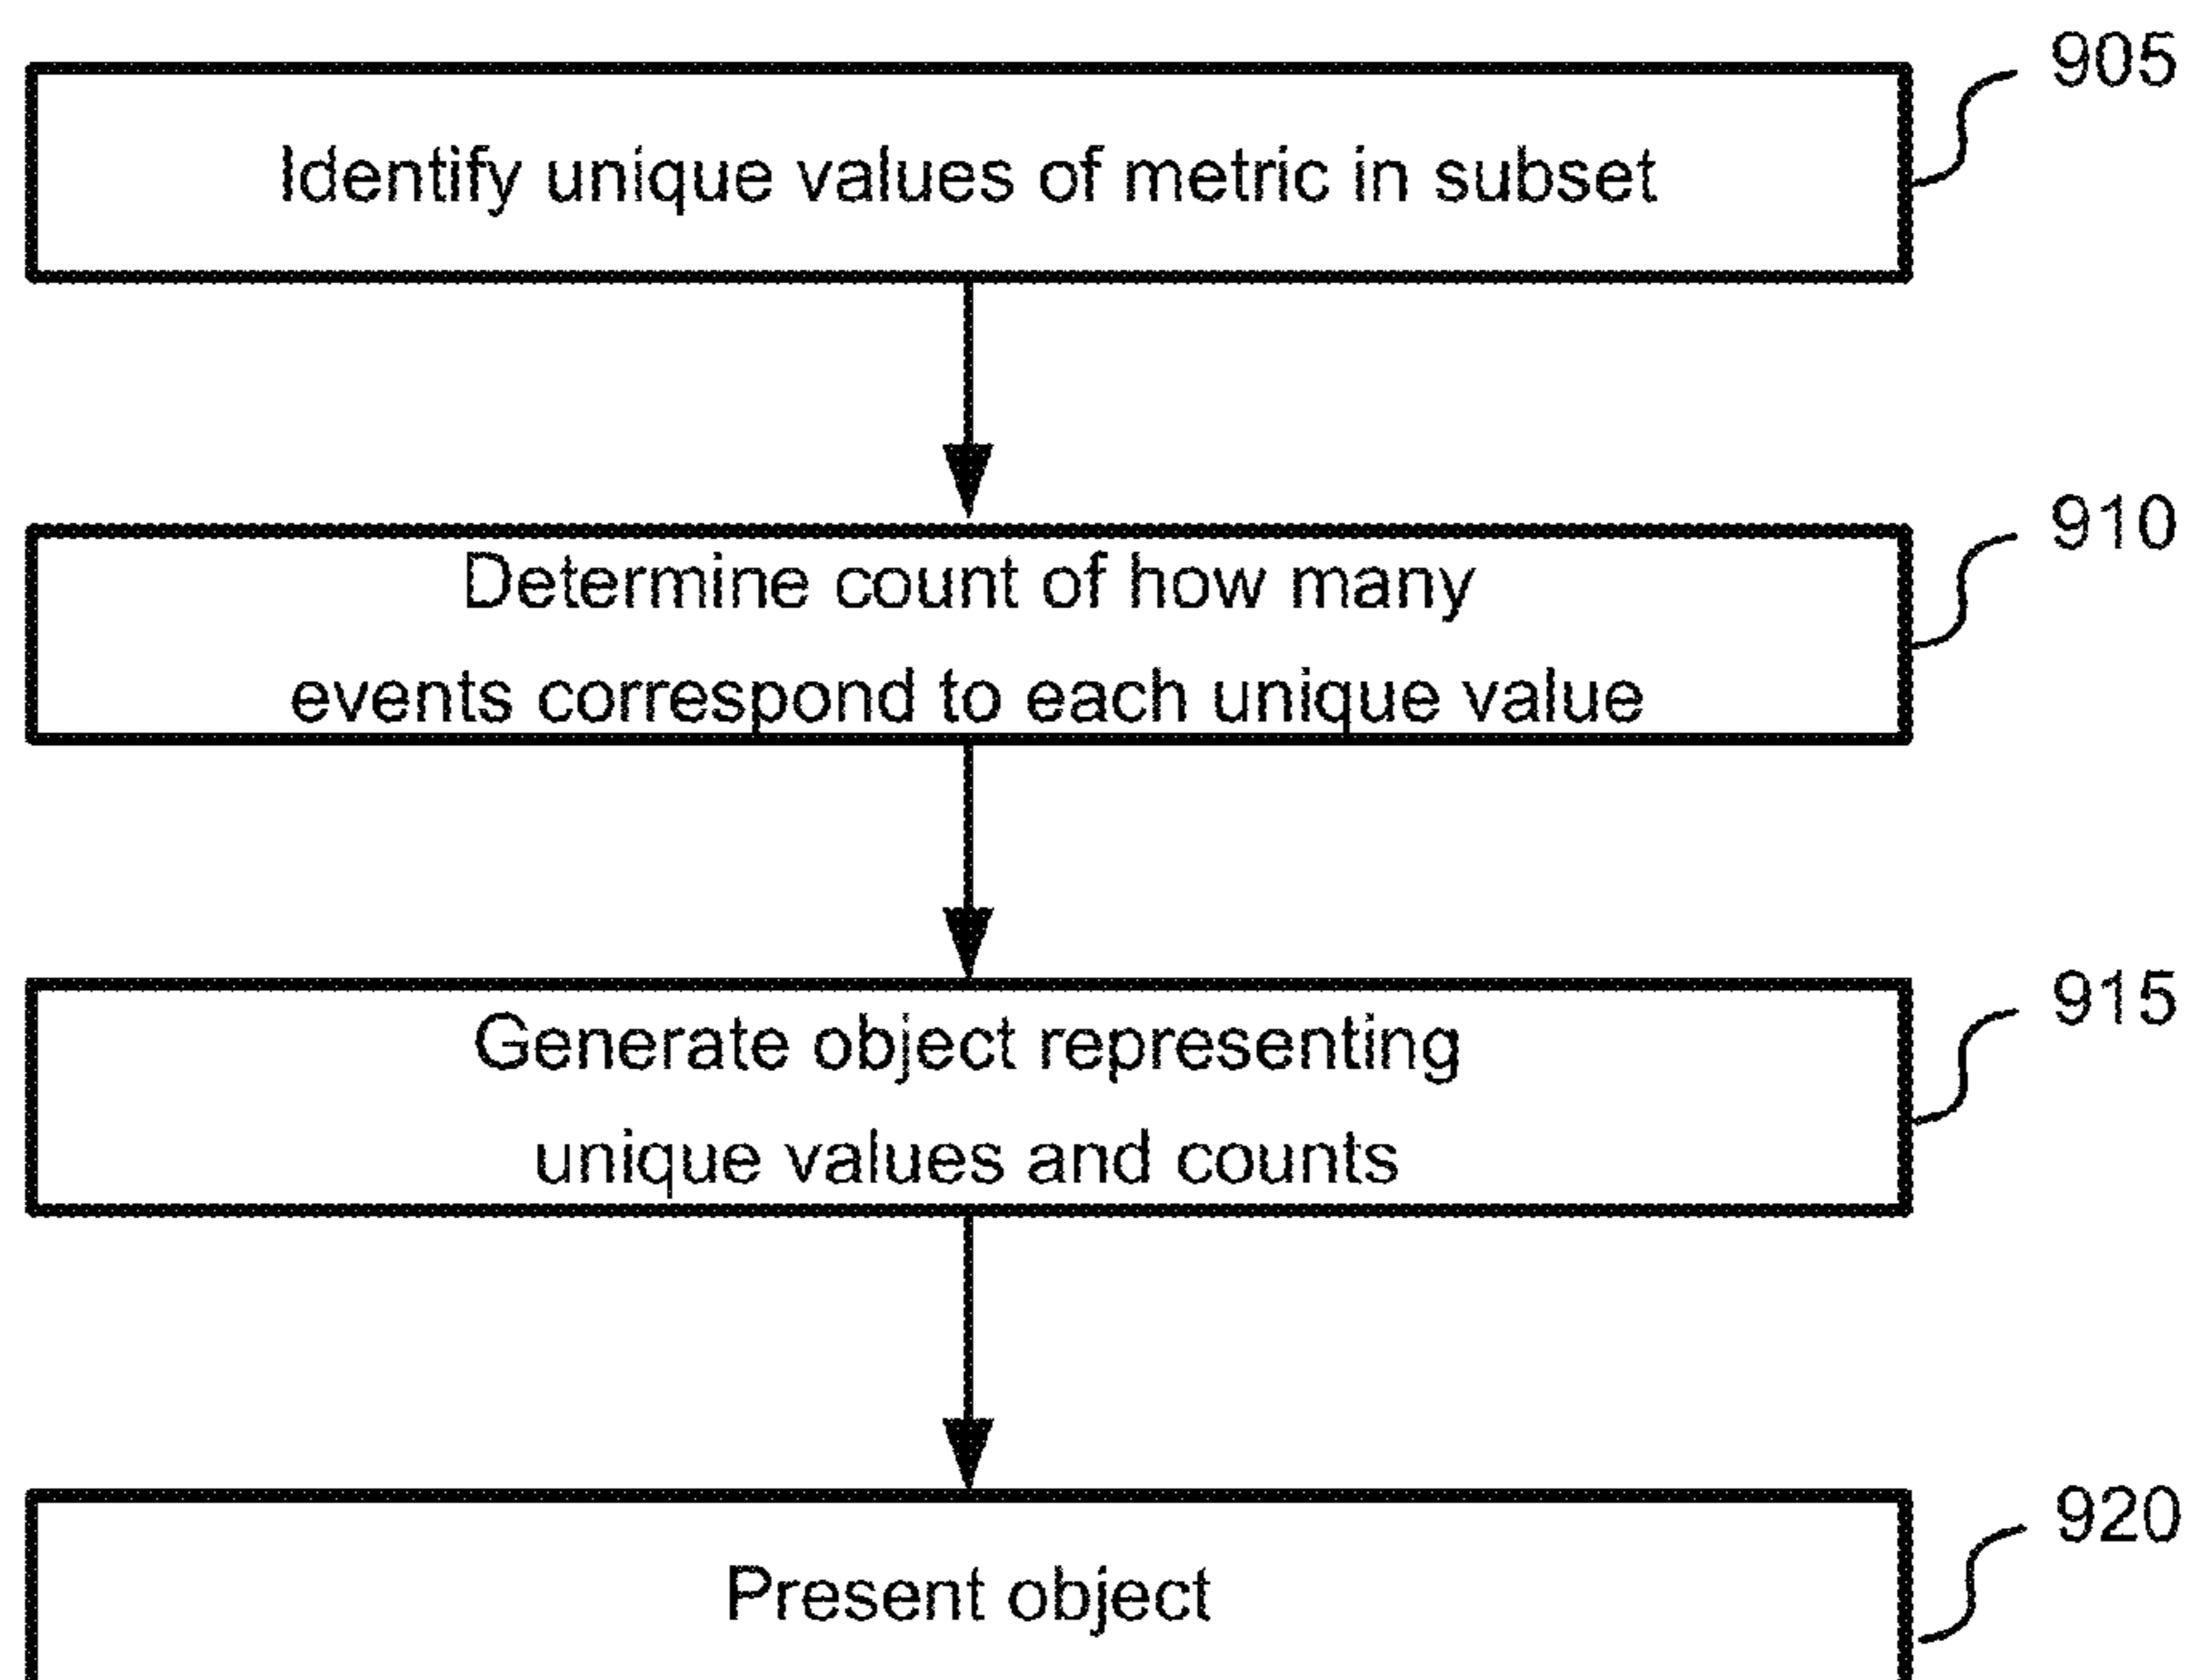 905
Identify unique values of metric in subset
910
Determine count of how many
events correspond to each unique value
915
Generate object representing
unique values and counts
920
Present object